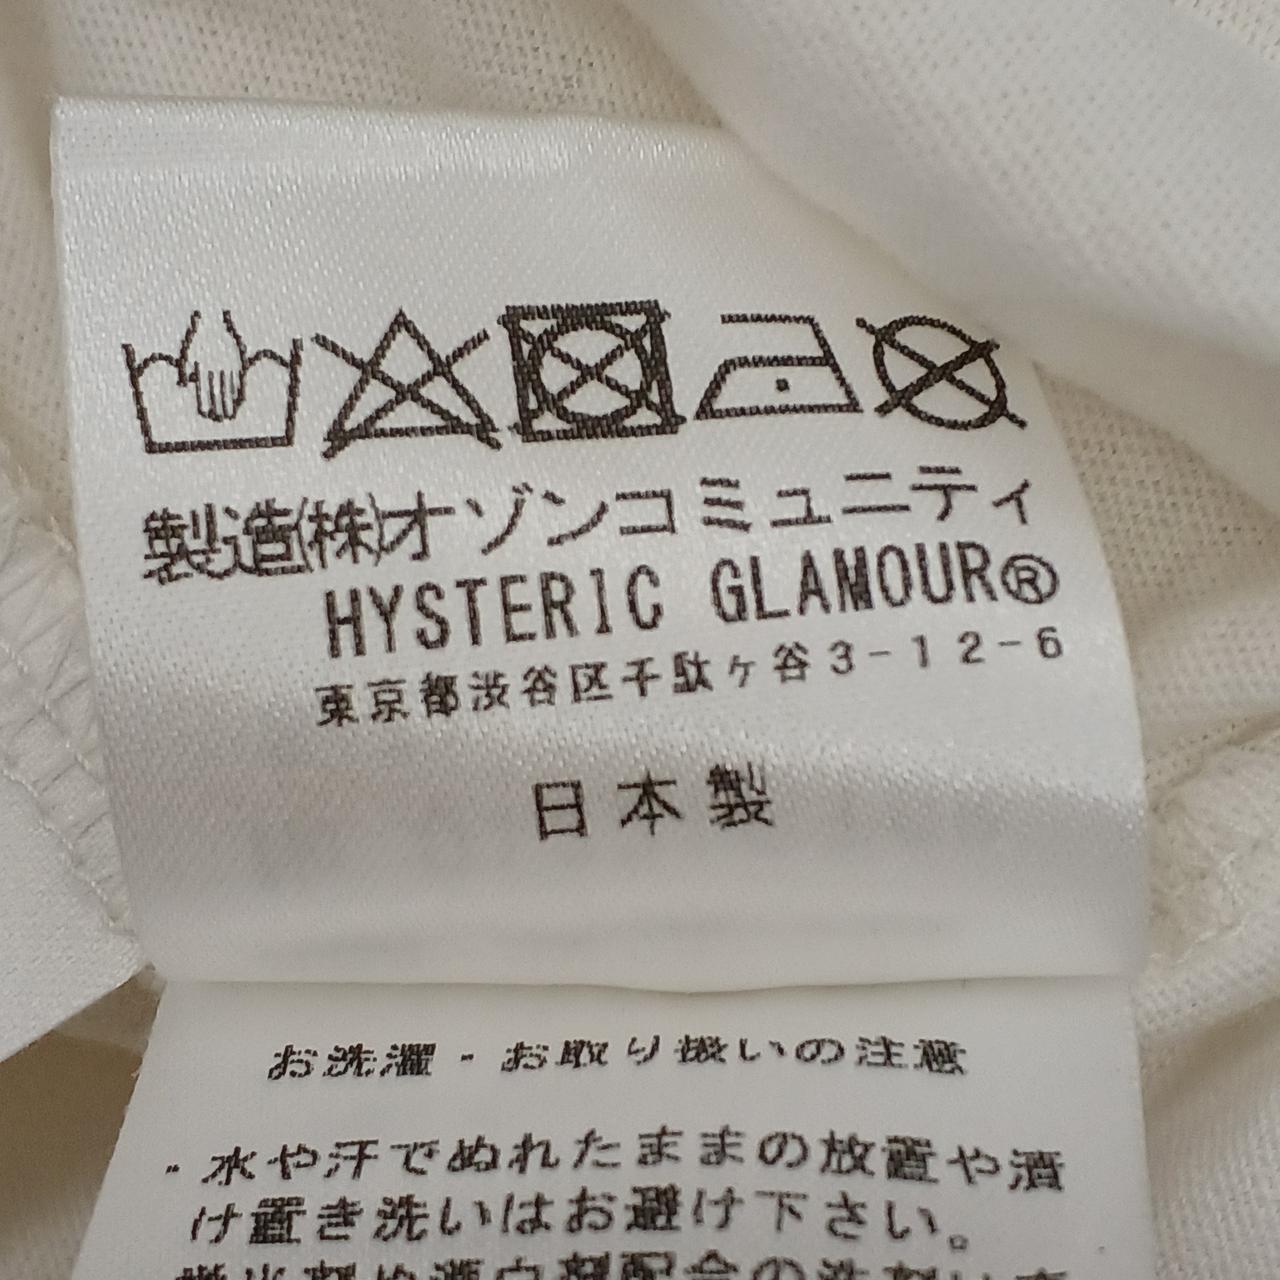 製造(株)オゾンコミュニティ
HYSTERIC GLAMOUR®
東京都渋谷区千駄ヶ谷3-12-6
日本製
お洗濯・お取り扱いの注意
・水や汗でぬれたままの放置や漬
け置き洗いはお避け下さい。